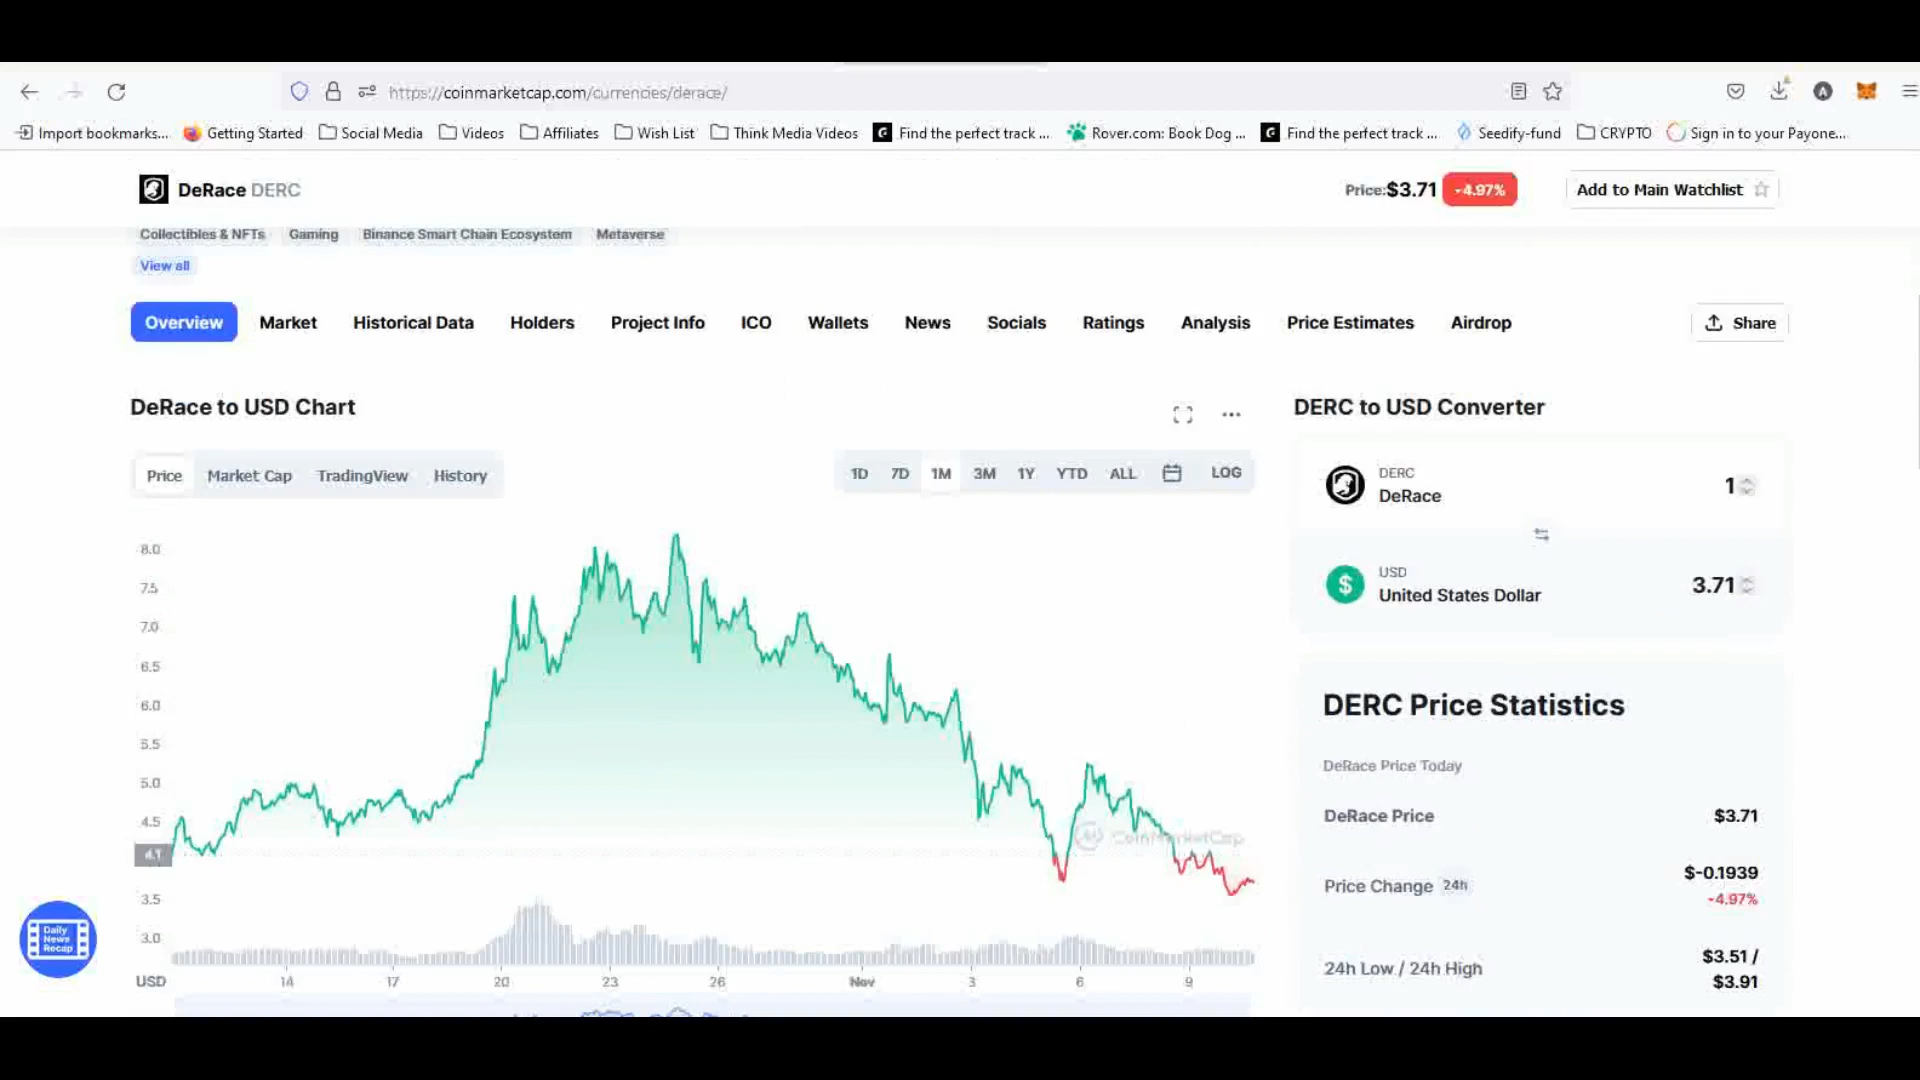 https://coinmarketcap.com/currencies/derace/
Import bookmarks... Getting Started Social Media Videos Affiliates Wish List Think Media Videos Find the perfect track ... Rover.com: Book Dog ... Find the perfect track ... Seedify-fund CRYPTO Sign in to your Payone...
DeRace DERC Price:$3.71 -4.97% Add to Main Watchlist
Collectibles & NFTs Gaming Binance Smart Chain Ecosystem Metaverse
View all
Overview Market Historical Data Holders Project Info ICO Wallets News Socials Ratings Analysis Price Estimates Airdrop Share
DeRace to USD Chart
Price Market Cap TradingView History 1D 7D 1M 3M 1Y YTD ALL LOG
8.0
7.5
7.0
6.5
6.0
5.5
5.0
4.5
4.1
3.5
3.0
CoinMarketCap
USD 14 17 20 23 26 Nov 3 6 9
Daily
News
Recap
DERC to USD Converter
DERC
DeRace 1
USD
United States Dollar 3.71
DERC Price Statistics
DeRace Price Today
DeRace Price $3.71
Price Change 24h $-0.1939
-4.97%
24h Low / 24h High $3.51 /
$3.91